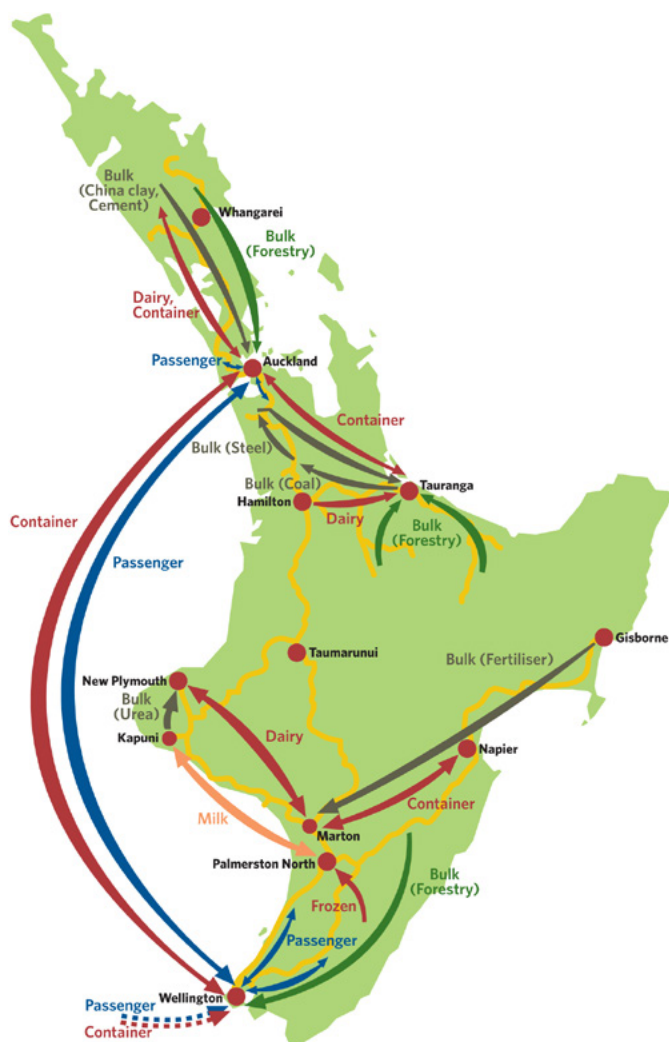 Bulk
(China clay,
Cement)
Whangarei
Bulk
(Forestry)
Dairy,
Container
Passenger
Auckland
Container
Bulk (Steel)
Bulk (Coal)
Tauranga
Hamilton
Dairy
Bulk
(Forestry)
Container
Passenger
Gisborne
Taumarunui
Bulk (Fertiliser)
New Plymouth
Bulk
(Urea)
Kapuni
Dairy
Napier
Container
Milk
Marton
Palmerston North
Bulk
(Forestry)
Frozen
Passenger
Wellington
Passenger
Container